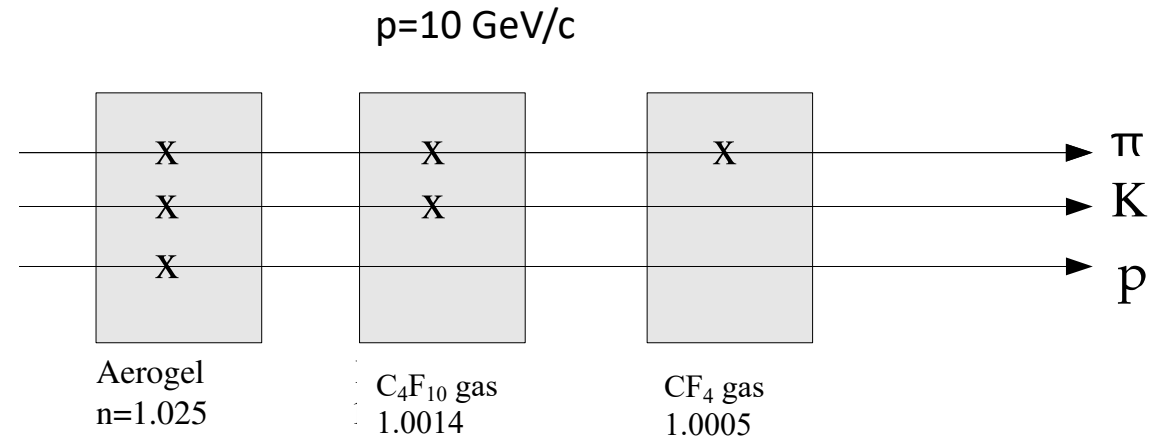 p=10 GeV/c
X X X π
X X K
X p
Aerogel
n=1.025
C₄F₁₀ gas
1.0014
CF₄ gas
1.0005